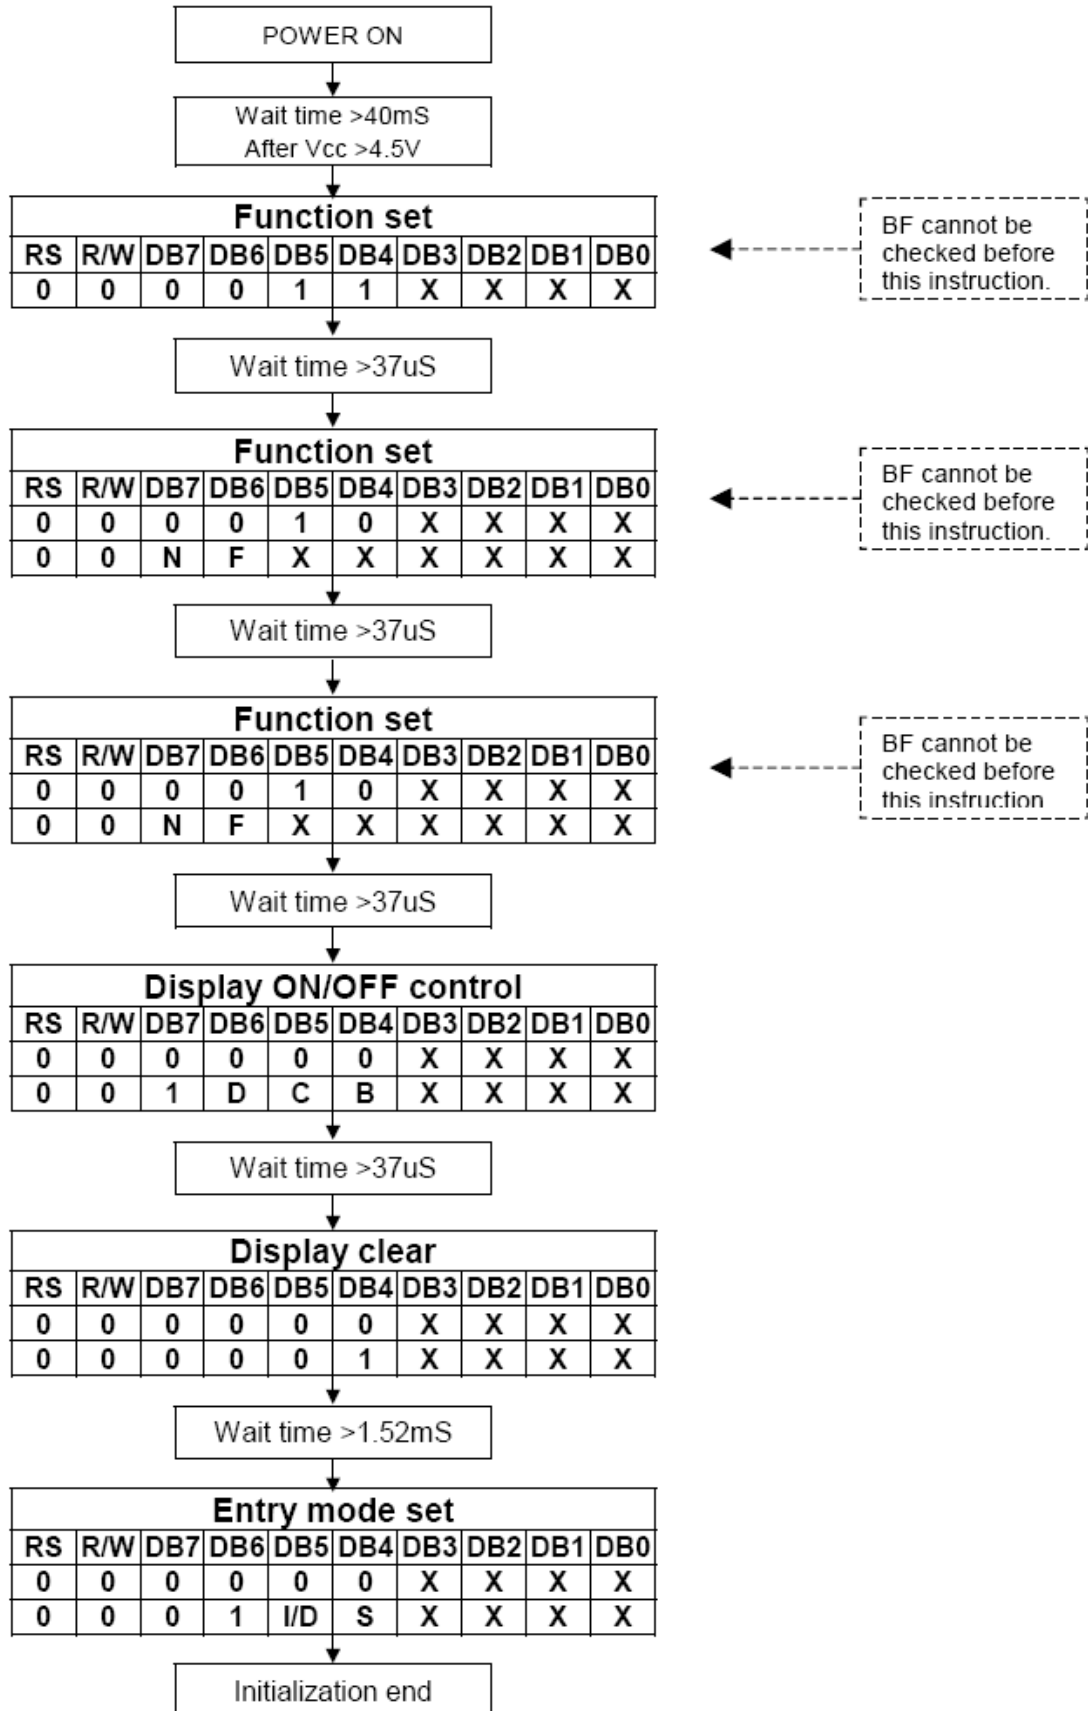 POWER ON
Wait time >40mS
After Vcc >4.5V
Function set
RS R/W DB7 DB6 DB5 DB4 DB3 DB2 DB1 DB0
0 0 0 0 1 1 X X X X
BF cannot be
checked before
this instruction.
Wait time >37uS
Function set
RS R/W DB7 DB6 DB5 DB4 DB3 DB2 DB1 DB0
0 0 0 0 1 0 X X X X
0 0 N F X X X X X X
BF cannot be
checked before
this instruction.
Wait time >37uS
Function set
RS R/W DB7 DB6 DB5 DB4 DB3 DB2 DB1 DB0
0 0 0 0 1 0 X X X X
0 0 N F X X X X X X
BF cannot be
checked before
this instruction
Wait time >37uS
Display ON/OFF control
RS R/W DB7 DB6 DB5 DB4 DB3 DB2 DB1 DB0
0 0 0 0 0 0 X X X X
0 0 1 D C B X X X X
Wait time >37uS
Display clear
RS R/W DB7 DB6 DB5 DB4 DB3 DB2 DB1 DB0
0 0 0 0 0 0 X X X X
0 0 0 0 0 1 X X X X
Wait time >1.52mS
Entry mode set
RS R/W DB7 DB6 DB5 DB4 DB3 DB2 DB1 DB0
0 0 0 0 0 0 X X X X
0 0 0 1 I/D S X X X X
Initialization end